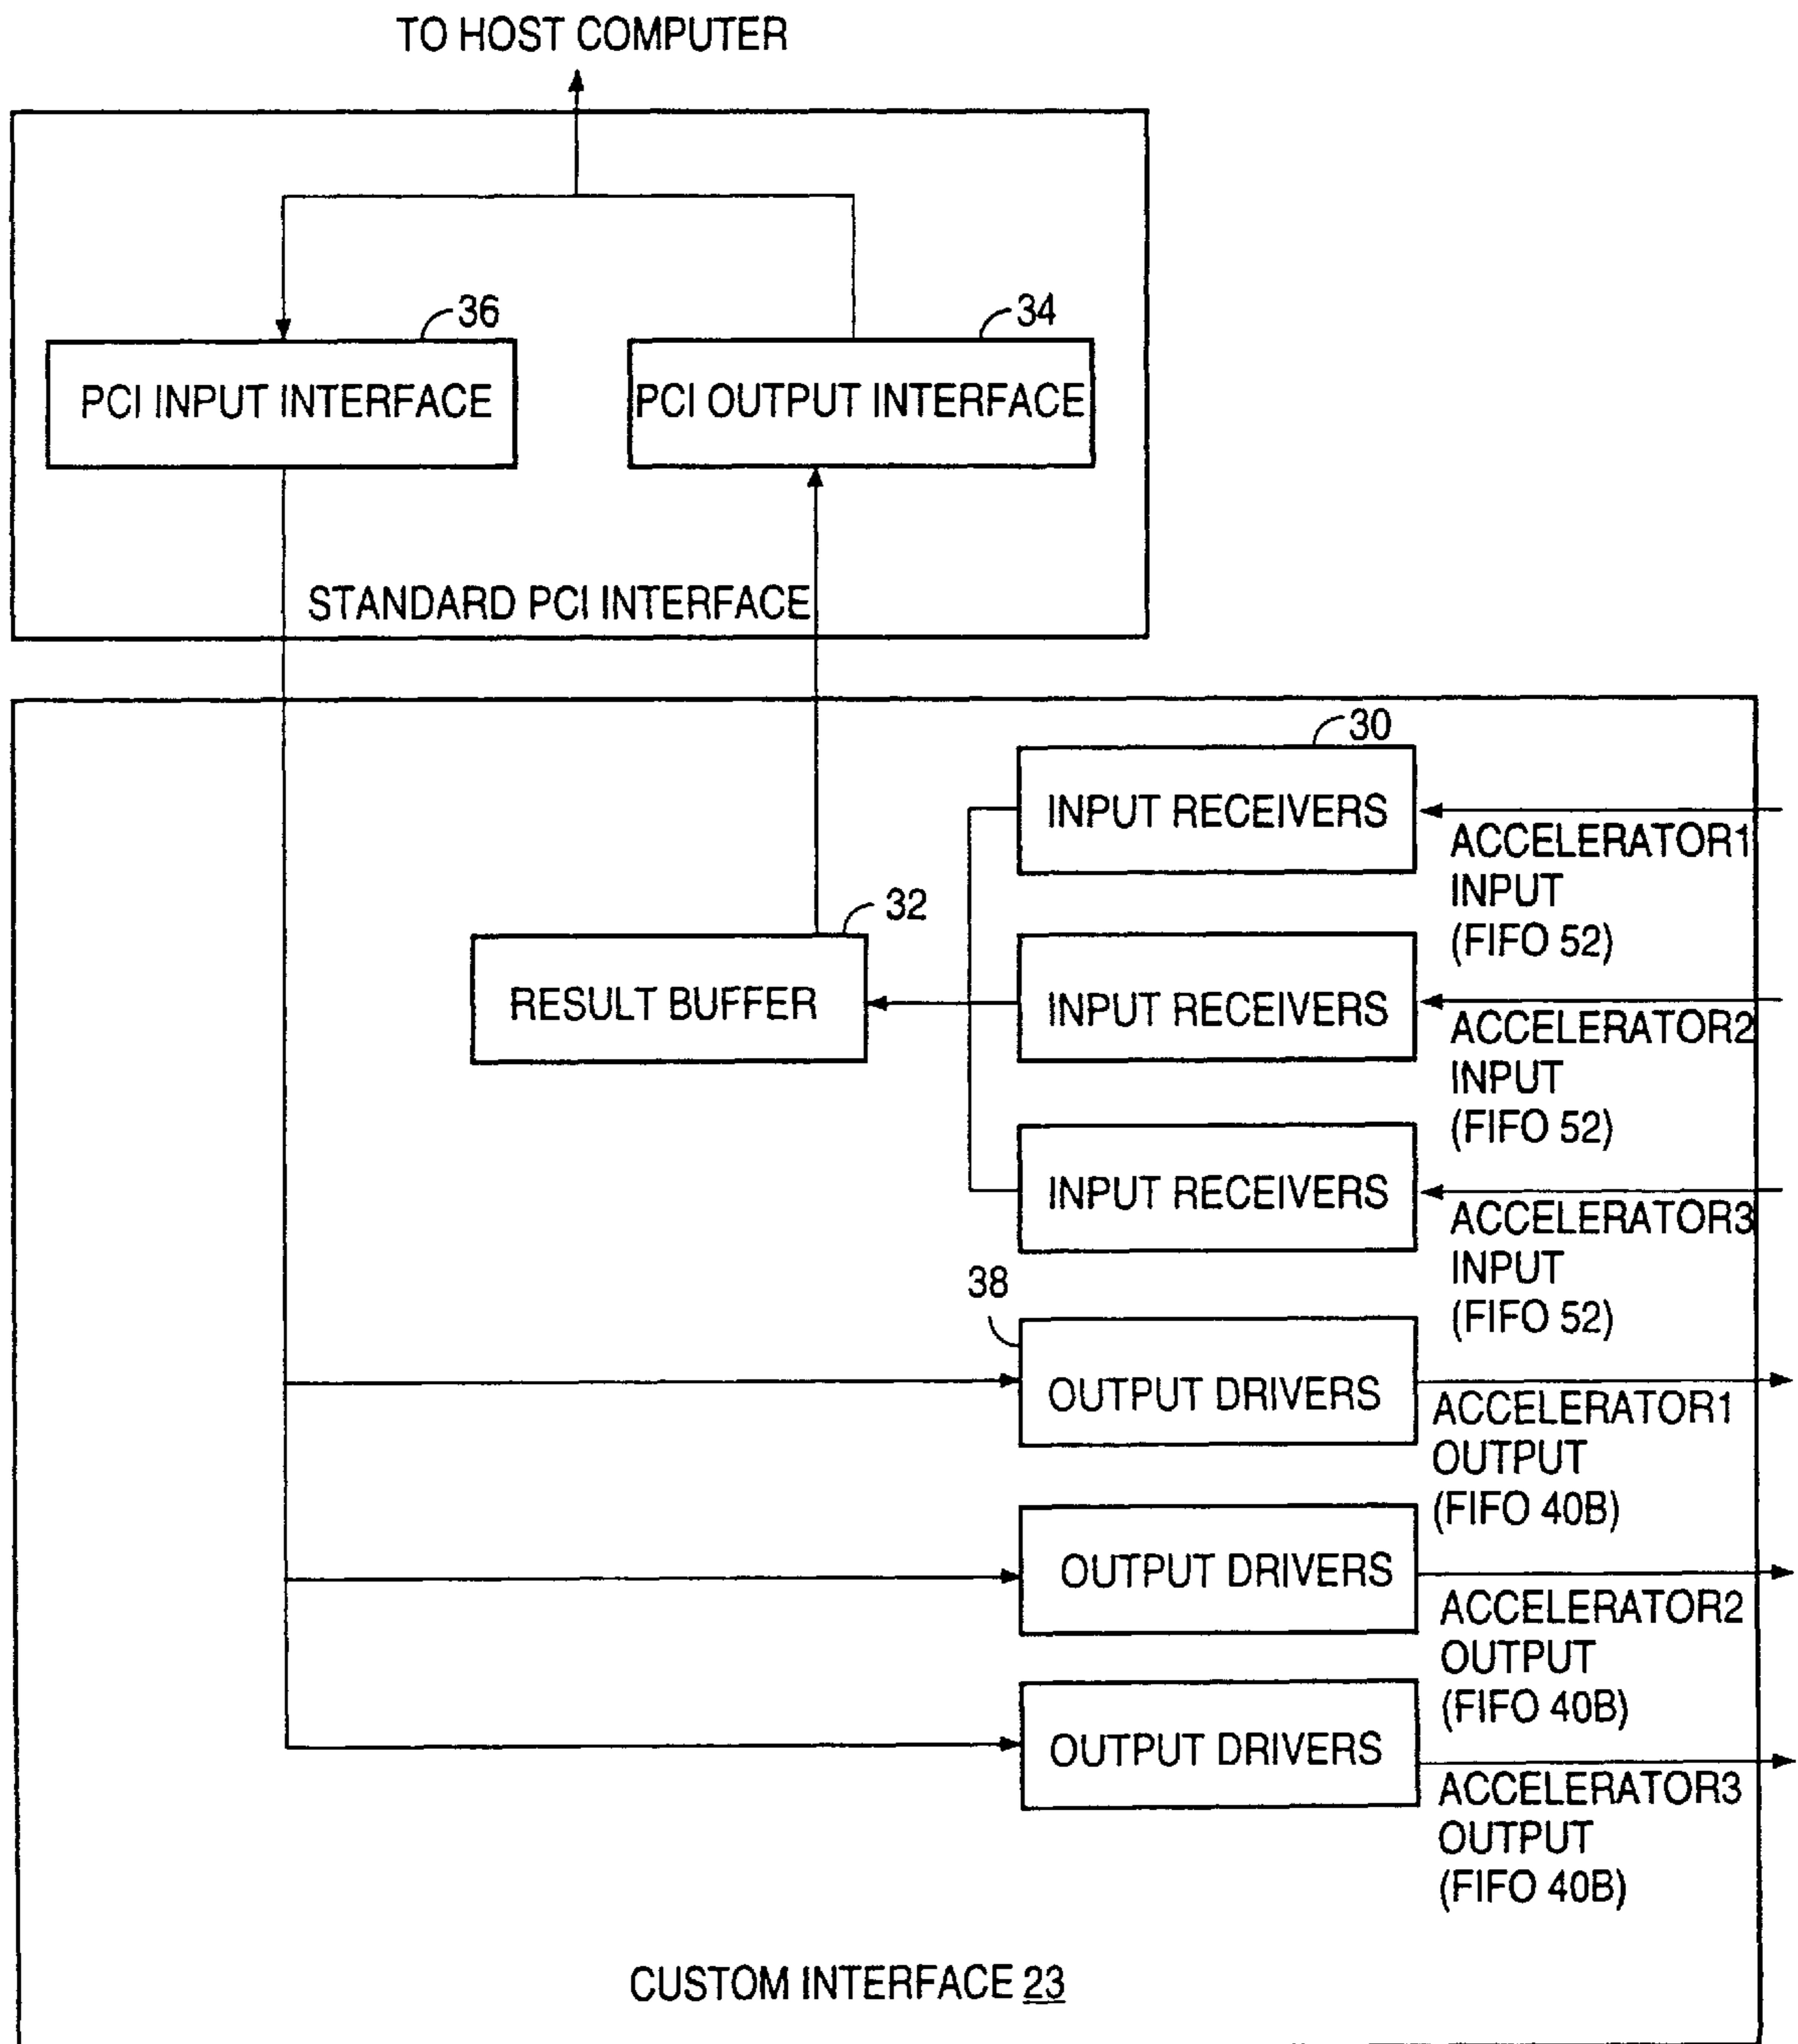 TO HOST COMPUTER
36
34
PCI INPUT INTERFACE
PCI OUTPUT INTERFACE
STANDARD PCI INTERFACE
30
INPUT RECEIVERS
ACCELERATOR1
INPUT
(FIFO 52)
32
RESULT BUFFER
INPUT RECEIVERS
ACCELERATOR2
INPUT
(FIFO 52)
INPUT RECEIVERS
ACCELERATOR3
INPUT
(FIFO 52)
38
OUTPUT DRIVERS
ACCELERATOR1
OUTPUT
(FIFO 40B)
OUTPUT DRIVERS
ACCELERATOR2
OUTPUT
(FIFO 40B)
OUTPUT DRIVERS
ACCELERATOR3
OUTPUT
(FIFO 40B)
CUSTOM INTERFACE 23